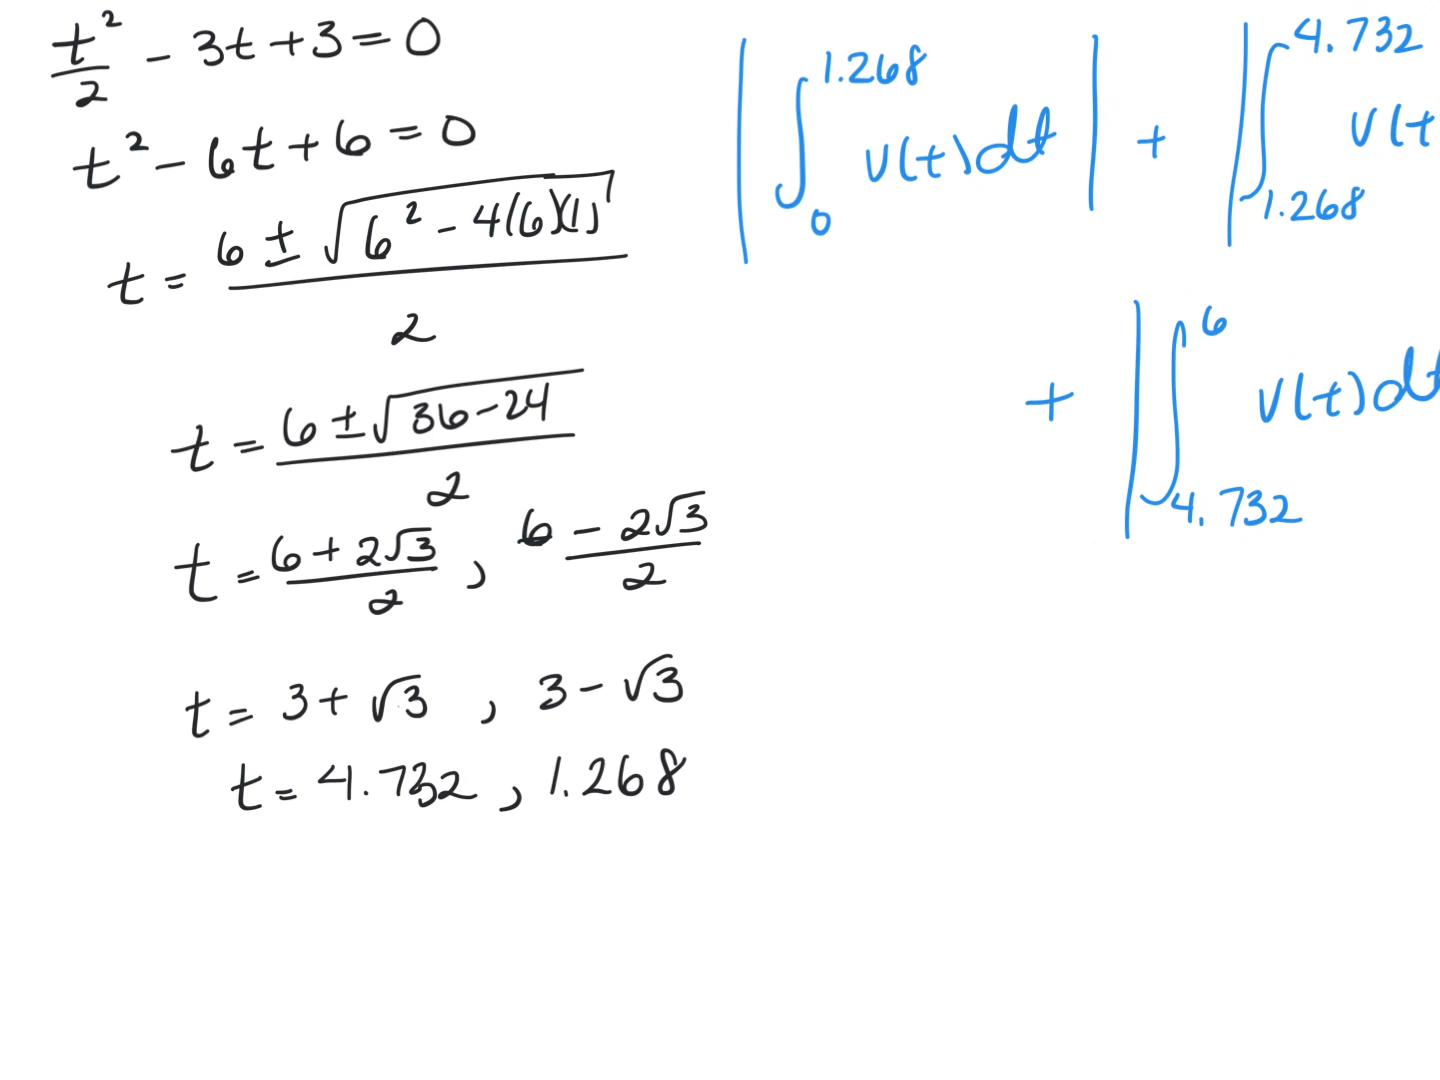 t²/2 - 3t + 3 = 0
t² - 6t + 6 = 0
t = (6 ± √(6² - 4(6)(1)))/2
t = (6 ± √(36 - 24))/2
t = (6 + 2√3)/2 , (6 - 2√3)/2
t = 3 + √3 , 3 - √3
t = 4.732 , 1.268
|∫₀^1.268 v(t)dt| + |∫_1.268^4.732 v(t
+ |∫_4.732^6 v(t)dt